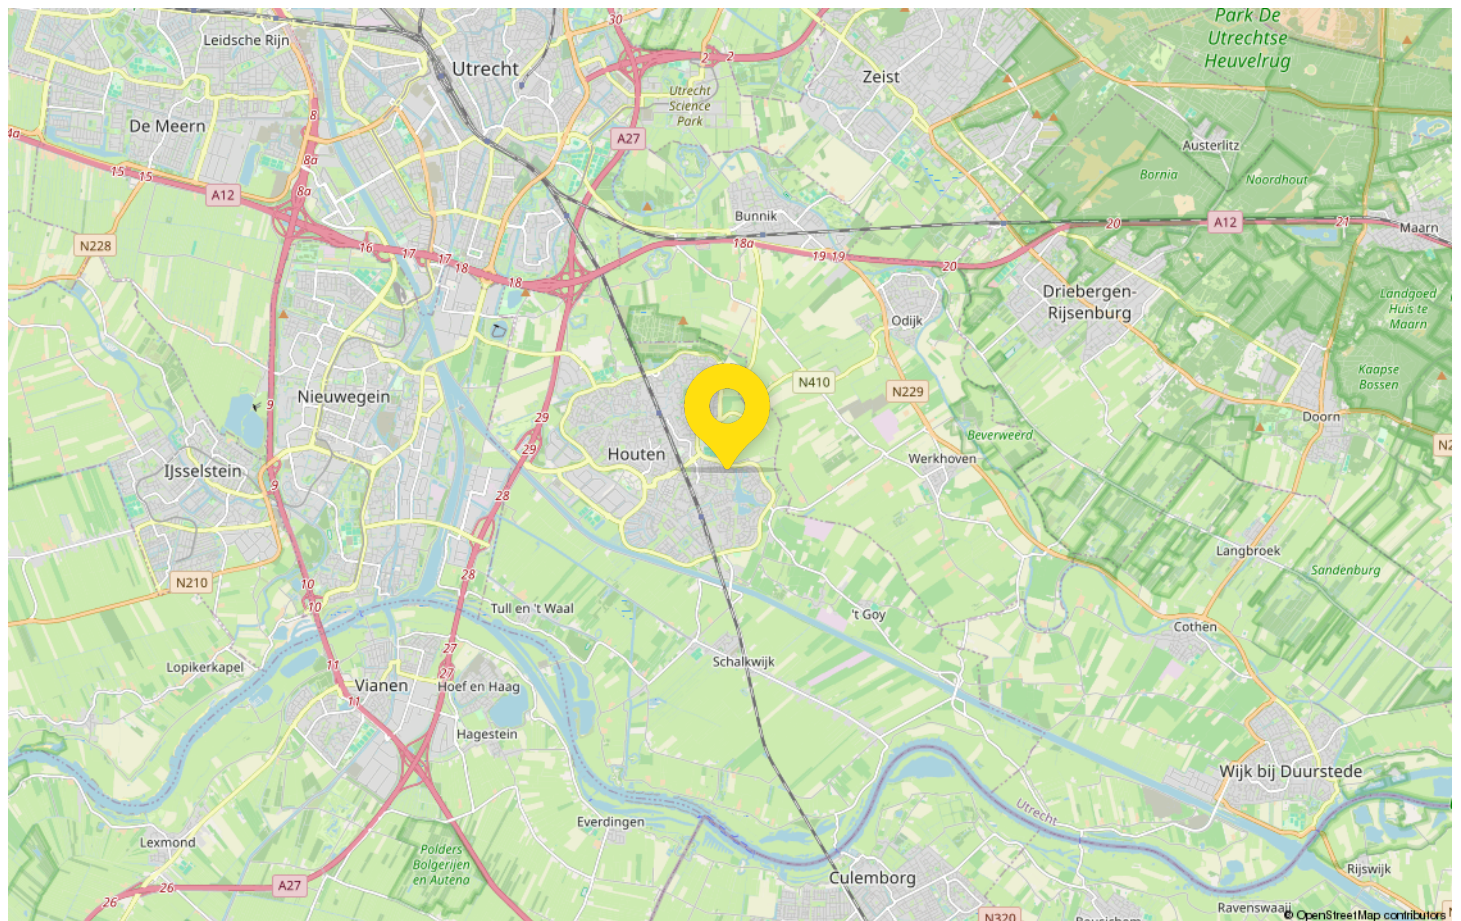 30
Park De
Utrechtse
Heuvelrug
Leidsche Rijn
Utrecht
2
2
Zeist
Utrecht
Science
Park
8
De Meern
4a
A27
8a
Austerlitz
15
15
Bornia
Noordhout
A12
8a
Bunnik
20
A12
21
Maarn
N228
16
17
17
18
18a
19
19
20
18
Driebergen-
Rijsenburg
Landgoed
Huis te
Maarn
Odijk
Kaapse
Bossen
N410
N229
Nieuwegein
9
29
Doorn
Beverweerd
29
Houten
Werkhoven
IJsselstein
9
28
Langbroek
Sandenburg
N210
10
28
10
Tull en 't Waal
't Goy
Cothen
Lopikerkapel
11
27
Schalkwijk
27
Vianen
Hoef en Haag
11
Hagestein
Wijk bij Duurstede
Utrecht
Everdingen
Lexmond
Polders
Bolgerijen
en Autena
Rijswijk
26
A27
Culemborg
N320
Ravenswaaij
© OpenStreetMap contributors